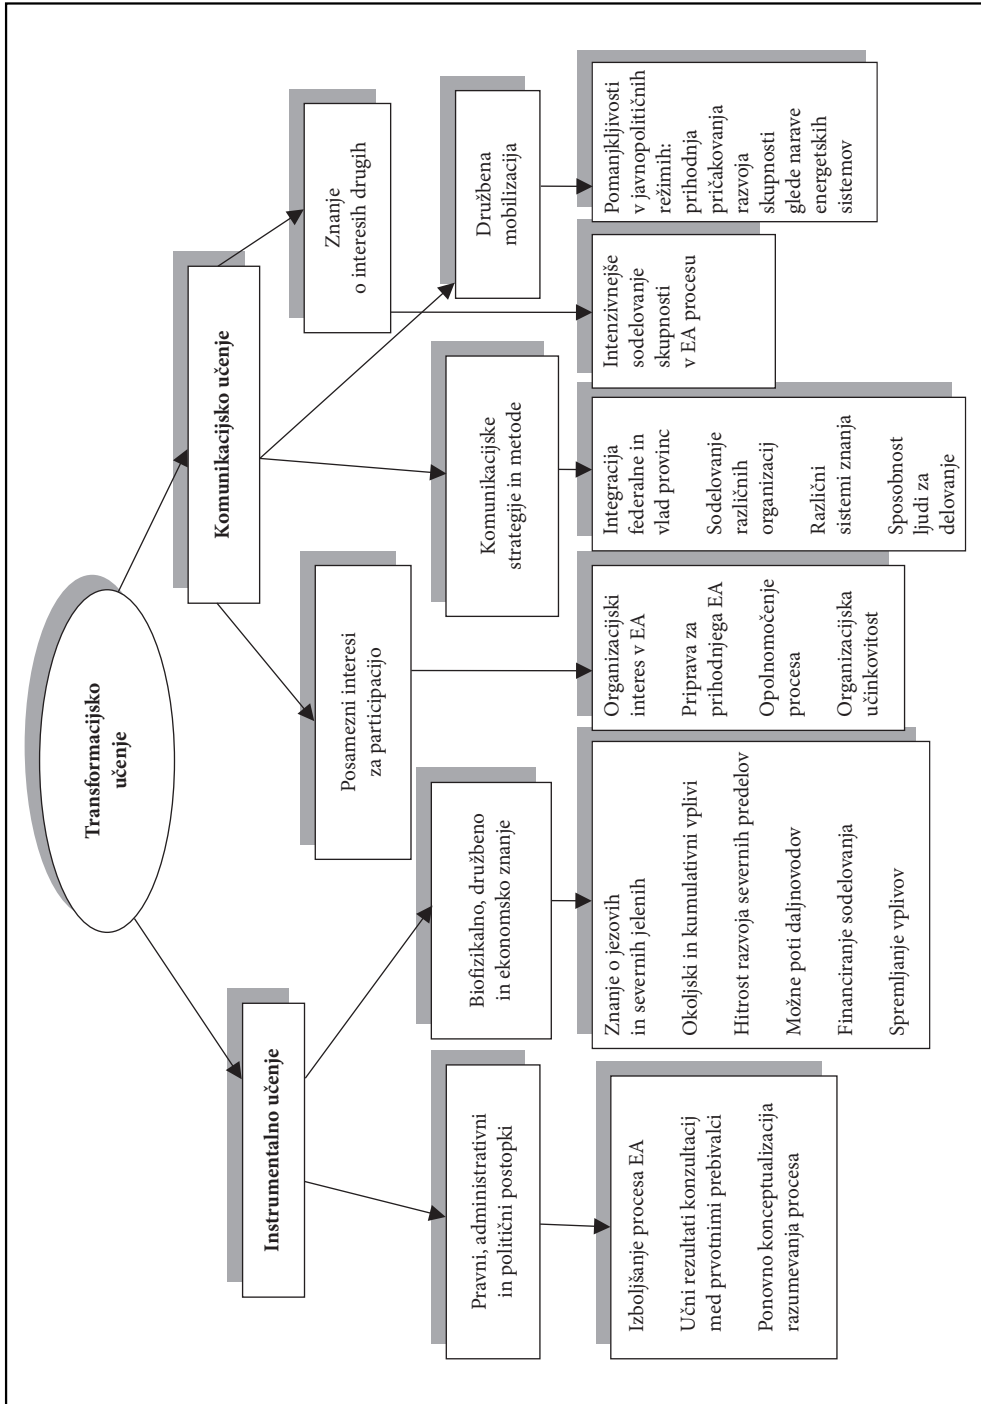 Transformacijsko
učenje
Instrumentalno učenje
Komunikacijsko učenje
Pravni, administrativni
in politični postopki
Biofizikalno, družbeno
in ekonomsko znanje
Posamezni interesi
za participacijo
Komunikacijske
strategije in metode
Znanje
o interesih drugih
Družbena
mobilizacija
Izboljšanje procesa EA
Učni rezultati konzultacij
med prvotnimi prebivalci
Ponovno konceptualizacija
razumevanja procesa
Znanje o jezovih
in severnih jelenih
Okoljski in kumulativni vplivi
Hitrost razvoja severnih predelov
Možne poti daljnovodov
Financiranje sodelovanja
Spremljanje vplivov
Organizacijski
interes v EA
Priprava za
prihodnjega EA
Opolnomočenje
procesa
Organizacijska
učinkovitost
Integracija
federalne in
vlad provinc
Sodelovanje
različnih
organizacij
Različni
sistemi znanja
Sposobnost
ljudi za
delovanje
Intenzivnejše
sodelovanje
skupnosti
v EA procesu
Pomanjkljivosti
v javnopolitičnih
režimih:
prihodnja
pričakovanja
razvoja
skupnosti
glede narave
energetskih
sistemov